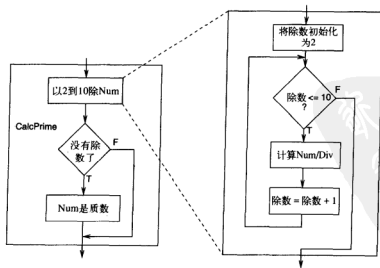 以2到10除Num
CalcPrime
没有除
数了
F
T
Num是质数
将除数初始化
为2
除数<= 10
?
F
T
计算Num/Div
除数 = 除数 + 1